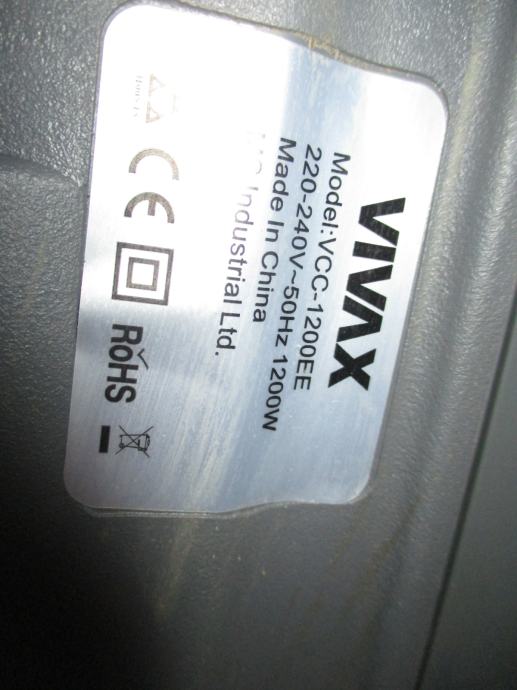 VIVAX
Model:VCC-1200EE
220-240V~50Hz 1200W
Made In China
Industrial Ltd.
CE
RoHS